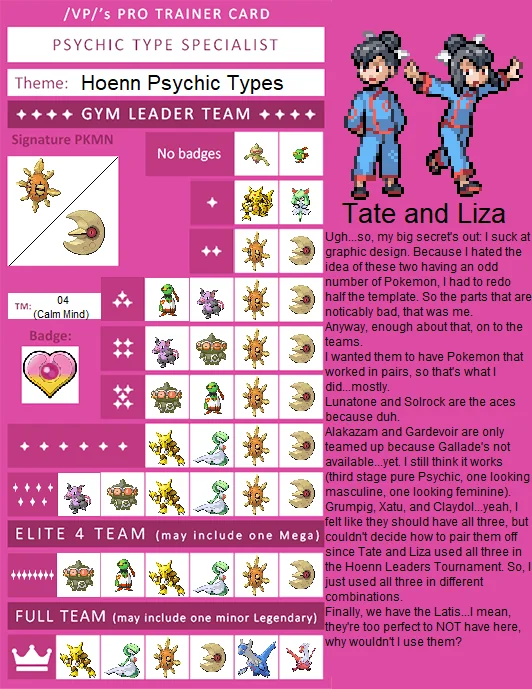 /VP/'s PRO TRAINER CARD
PSYCHIC TYPE SPECIALIST
Theme: Hoenn Psychic Types
GYM LEADER TEAM
Signature PKMN
No badges
TM: 04
(Calm Mind)
Badge:
ELITE 4 TEAM (may include one Mega)
FULL TEAM (may include one minor Legendary)
Tate and Liza
Ugh...so, my big secret's out: I suck at
graphic design. Because I hated the
idea of these two having an odd
number of Pokemon, I had to redo
half the template. So the parts that are
noticably bad, that was me.
Anyway, enough about that, on to the
teams.
I wanted them to have Pokemon that
worked in pairs, so that's what I
did...mostly.
Lunatone and Solrock are the aces
because duh.
Alakazam and Gardevoir are only
teamed up because Gallade's not
available...yet. I still think it works
(third stage pure Psychic, one looking
masculine, one looking feminine).
Grumpig, Xatu, and Claydol...yeah, I
felt like they should have all three, but
couldn't decide how to pair them off
since Tate and Liza used all three in
the Hoenn Leaders Tournament. So, I
just used all three in different
combinations.
Finally, we have the Latis...I mean,
they're too perfect to NOT have here,
why wouldn't I use them?